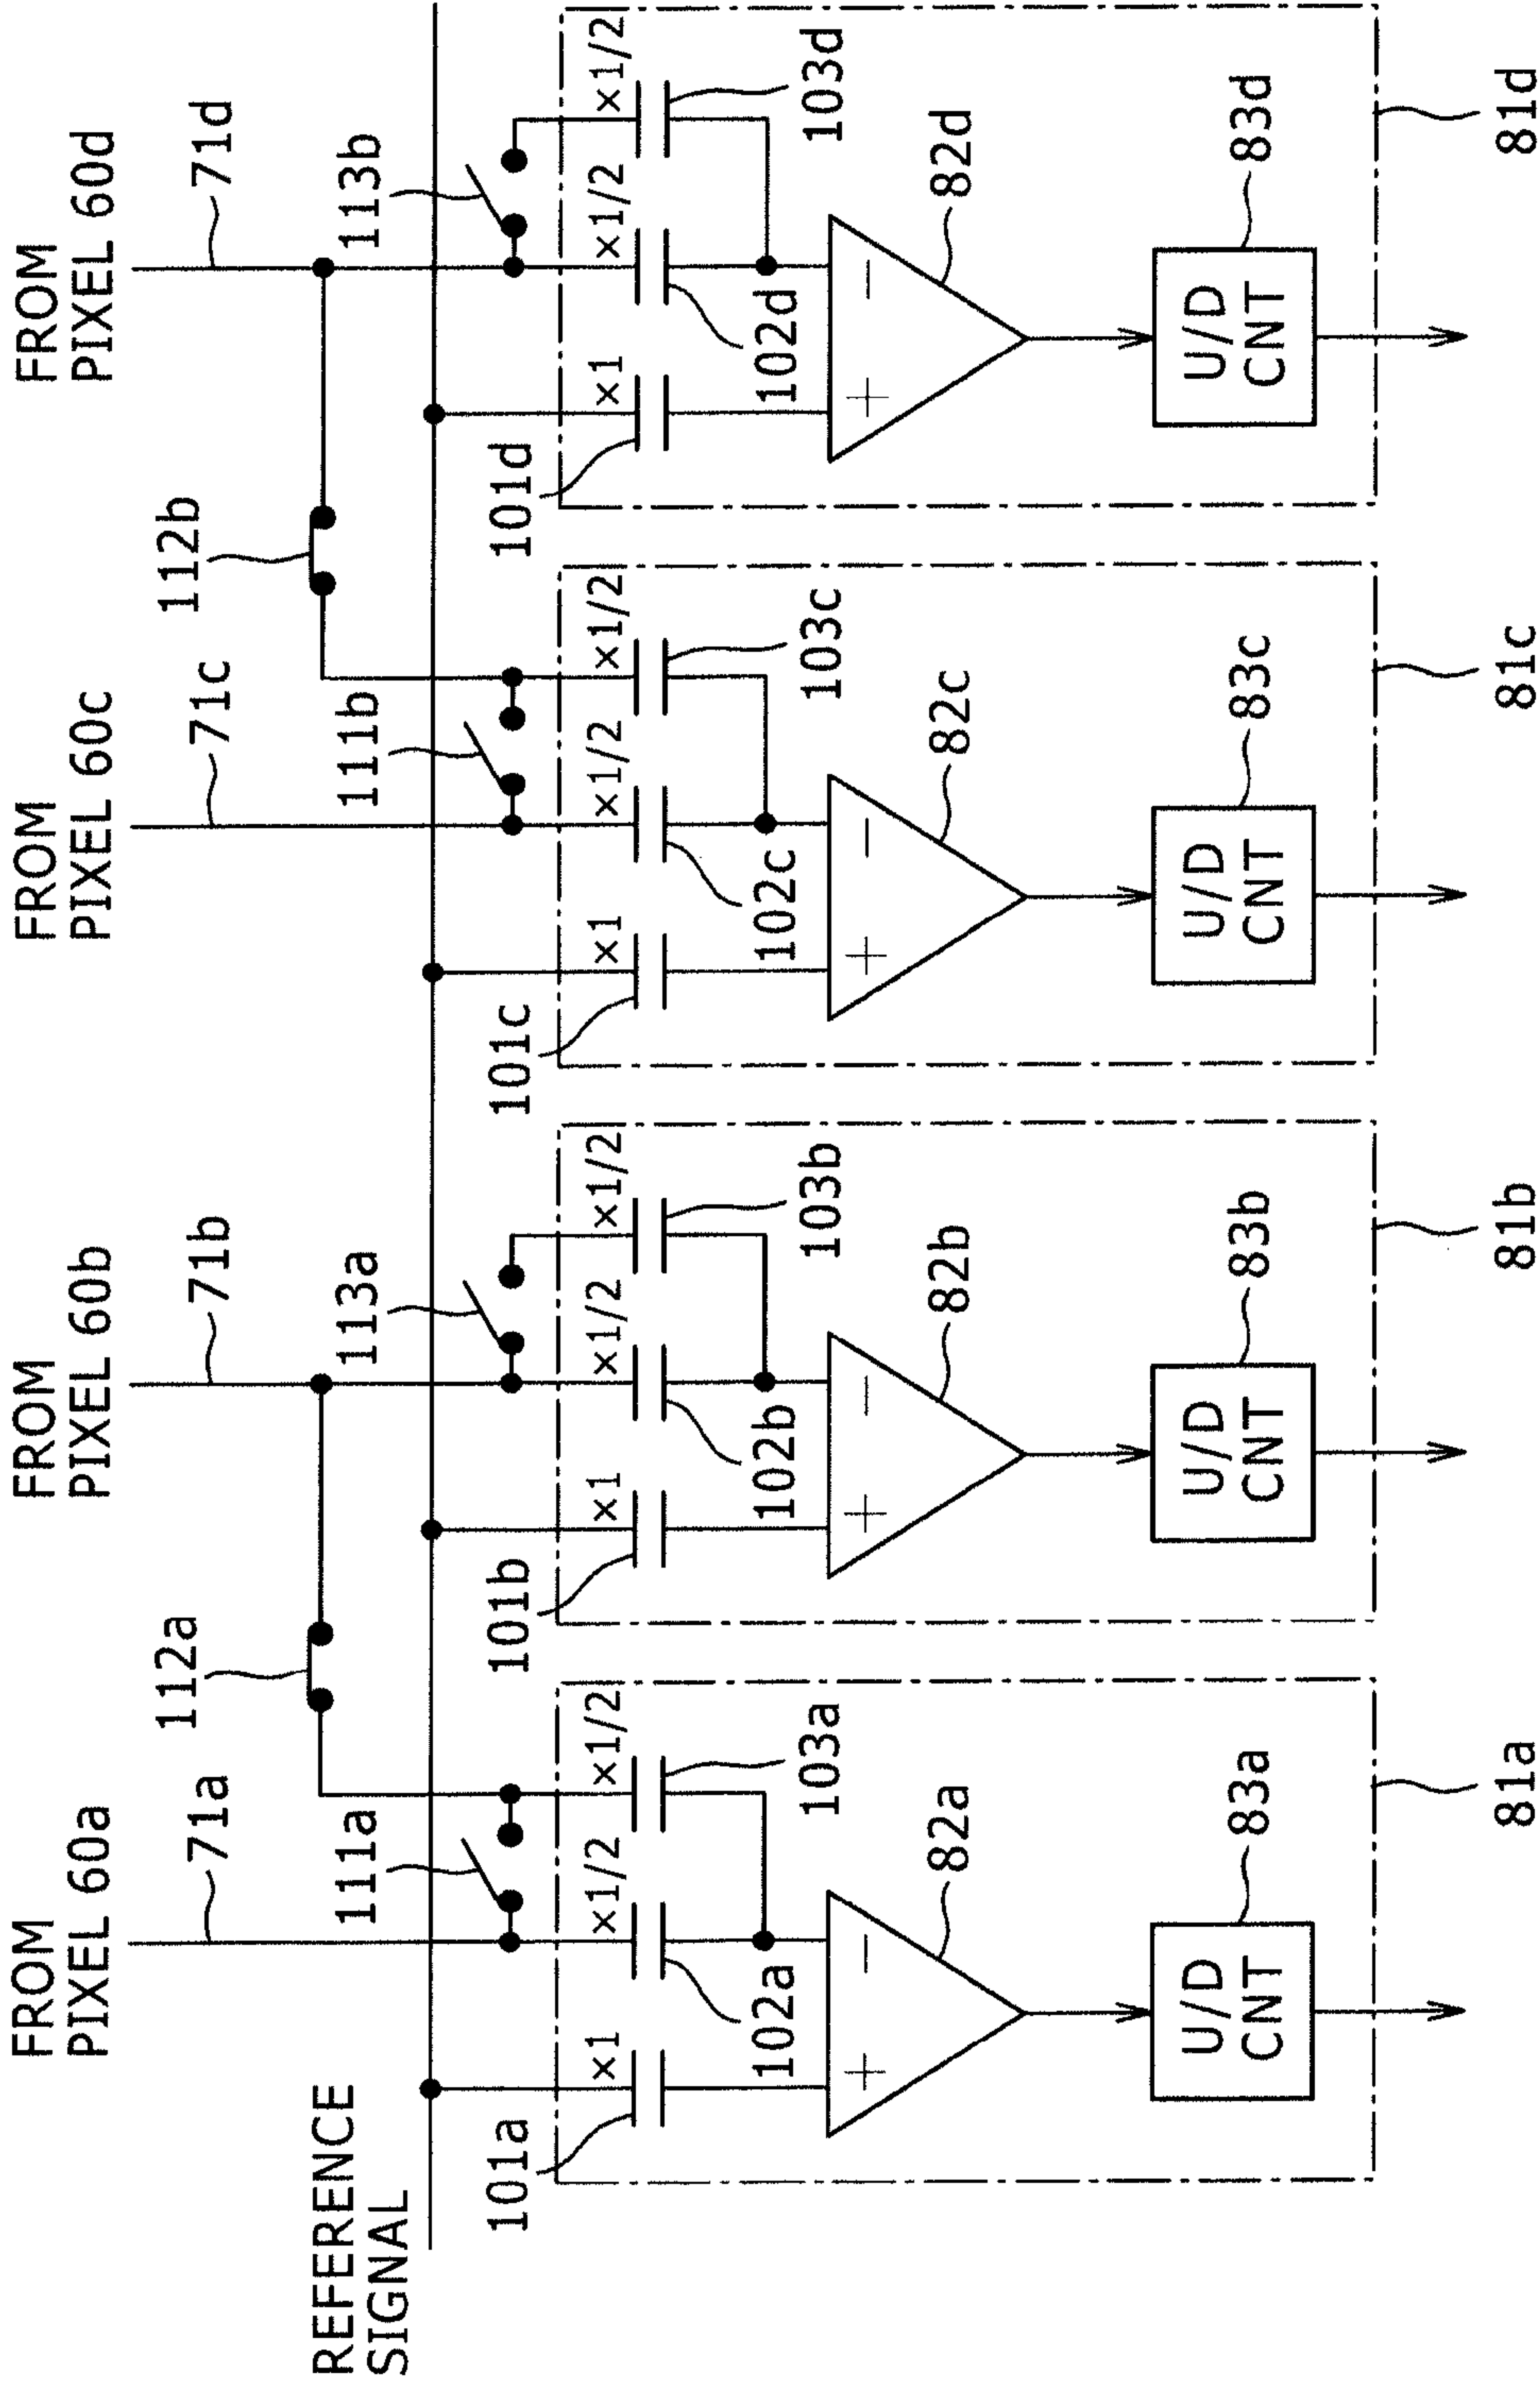 FROM
PIXEL 60a
FROM
PIXEL 60b
FROM
PIXEL 60c
FROM
PIXEL 60d
71a
71b
71c
71d
112a
112b
REFERENCE
SIGNAL
111a
113a
111b
113b
101a
×1
×1/2
×1/2
101b
×1
×1/2
×1/2
101c
×1
×1/2
×1/2
101d
×1
×1/2
×1/2
102a
103a
102b
103b
102c
103c
102d
103d
+
−
82a
+
−
82b
+
−
82c
+
−
82d
U/D
CNT
83a
U/D
CNT
83b
U/D
CNT
83c
U/D
CNT
83d
81a
81b
81c
81d